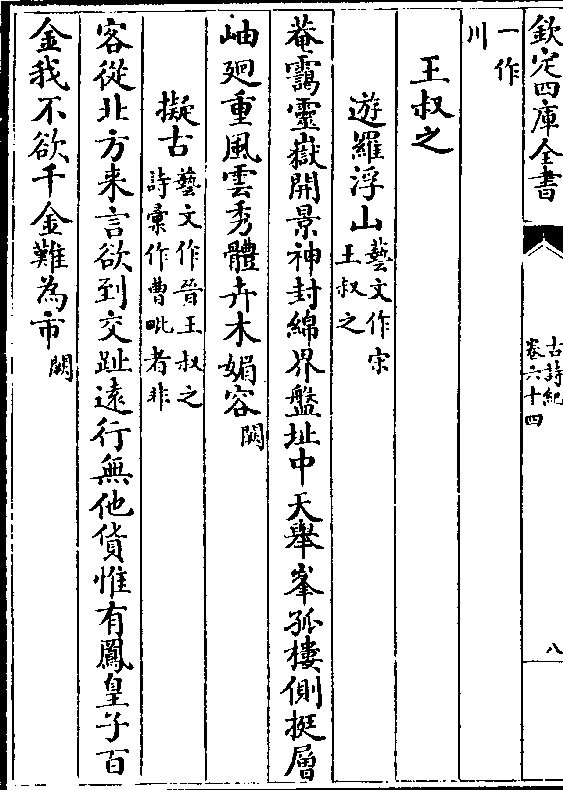 欽定四庫全書
古詩紀
卷六十四
八
一作
川
王叔之
遊羅浮山藝文作宋
王叔之
菴靄靈嶽開景神封綿界盤址中天舉峯孤樓側挺層
岫迥重風雲秀體卉木媚容闕
擬古藝文作晉王叔之
詩彙作曹毗者非
客從北方来言欲到交趾遠行無他貨惟有鳳皇子百
金我不欲千金難為市闕